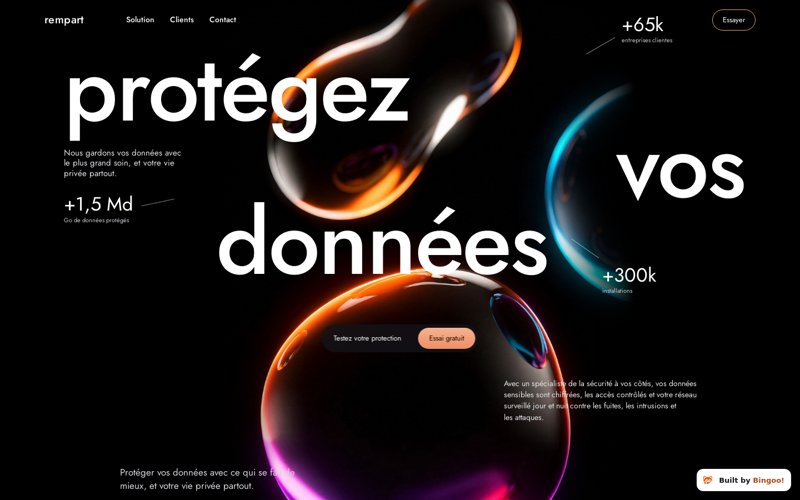 rempart
Solution
Clients
Contact
+65k
entreprises clientes
Essayer
protégez
Nous gardons vos données avec
le plus grand soin, et votre vie
privée partout.
vos
+1,5 Md
Go de données protégés
données
+300k
installations
Testez votre protection
Essai gratuit
Avec un spécialiste de la sécurité à vos côtés, vos données
sensibles sont chiffrées, les accès contrôlés et votre réseau
surveillé jour et nuit contre les fuites, les intrusions et
les attaques.
Protéger vos données avec ce qui se fait de
mieux, et votre vie privée partout.
Built by Bingoo!